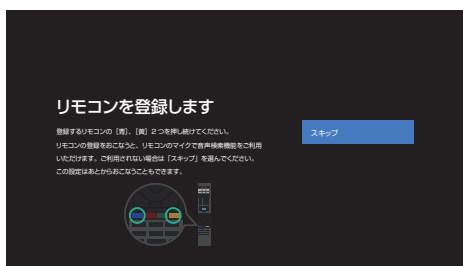 リモコンを登録します
登録するリモコンの［青］、［黄］２つを押し続けてください。
リモコンの登録をおこなうと、リモコンのマイクで音声検索機能をご利用
いただけます。ご利用されない場合は「スキップ」を選んでください。
この設定はあとからおこなうこともできます。
スキップ